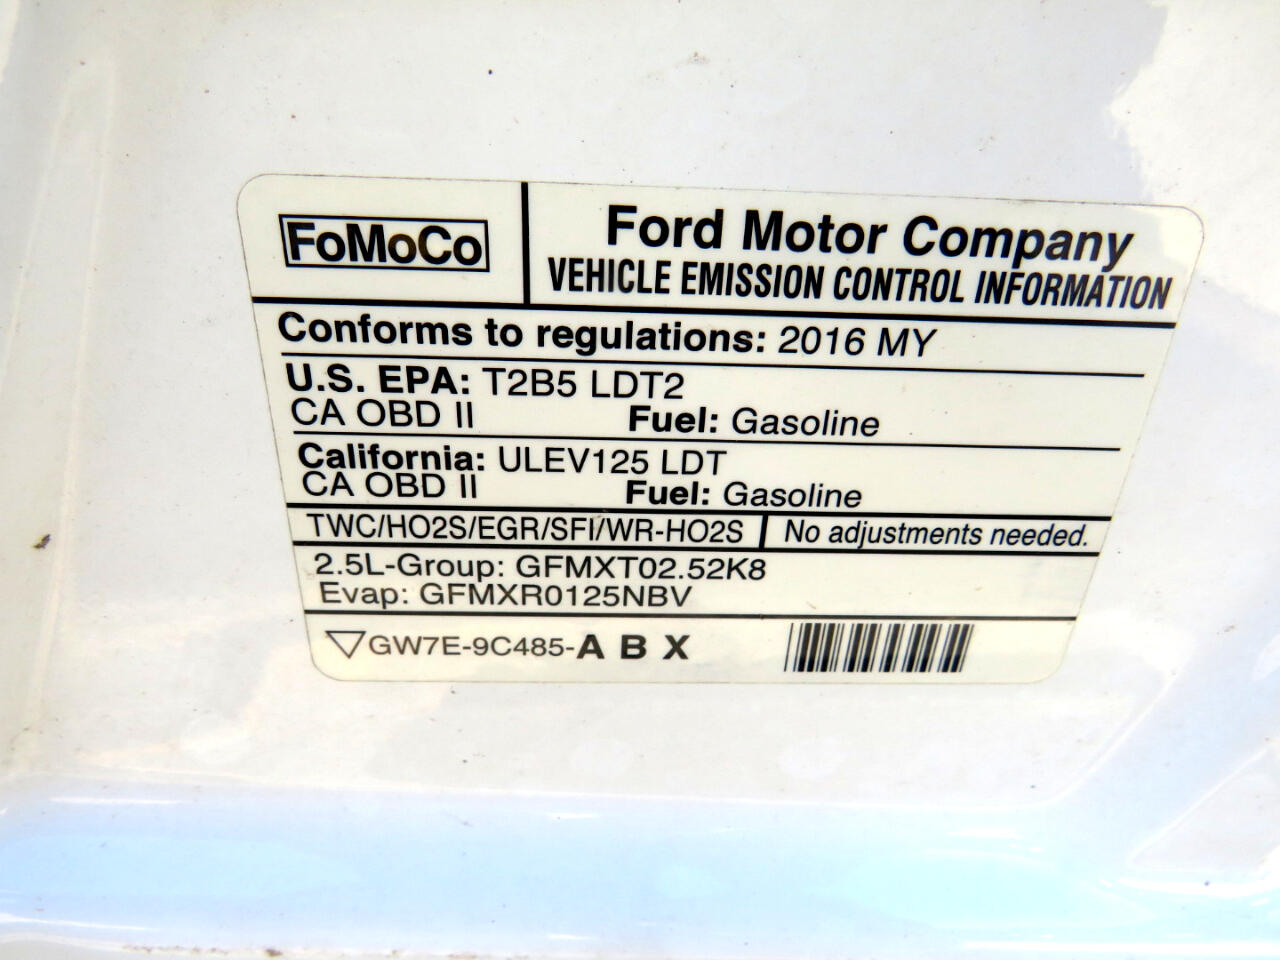 FoMoCo
Ford Motor Company
VEHICLE EMISSION CONTROL INFORMATION
Conforms to regulations: 2016 MY
U.S. EPA: T2B5 LDT2
CA OBD II Fuel: Gasoline
California: ULEV125 LDT
CA OBD II Fuel: Gasoline
TWC/HO2S/EGR/SFI/WR-HO2S No adjustments needed.
2.5L-Group: GFMXT02.52K8
Evap: GFMXR0125NBV
GW7E-9C485-A B X